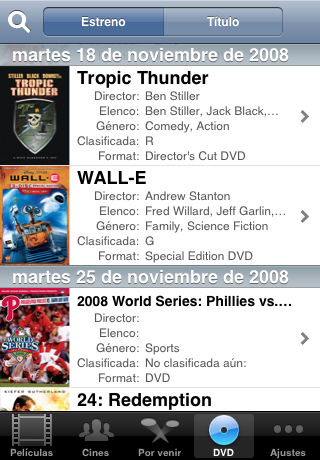 Estreno
Título
martes 18 de noviembre de 2008
STILLER BLACK DOWNEY JR
TROPIC
THUNDER
Tropic Thunder
Director: Ben Stiller
Elenco: Ben Stiller, Jack Black,...
Género: Comedy, Action
Clasificada: R
Format: Director's Cut DVD
WALL·E
WALL-E
Director: Andrew Stanton
Elenco: Fred Willard, Jeff Garlin,...
Género: Family, Science Fiction
Clasificada: G
Format: Special Edition DVD
martes 25 de noviembre de 2008
WORLD
SERIES
2008 World Series: Phillies vs....
Director:
Elenco:
Género: Sports
Clasificada: No clasificada aún:
Format: DVD
KIEFER SUTHERLAND
24: Redemption
Películas
Cines
Por venir
DVD
Ajustes